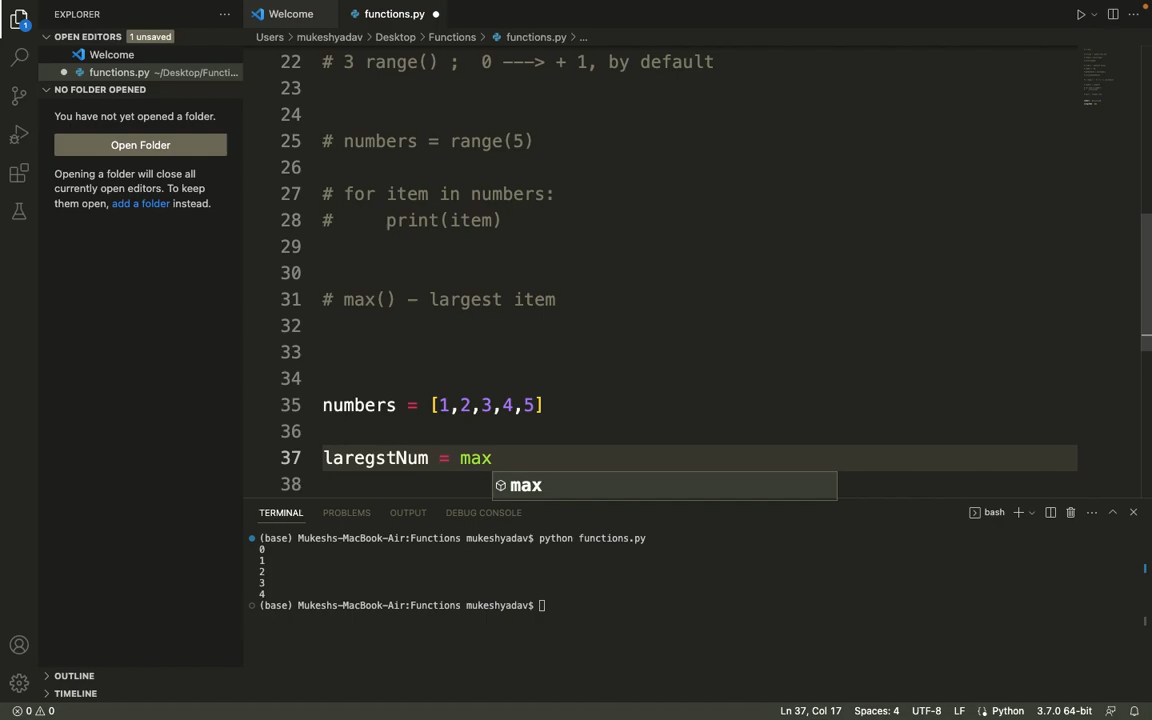 EXPLORER
Welcome
functions.py
OPEN EDITORS 1 unsaved
Welcome
functions.py ~/Desktop/Functi...
NO FOLDER OPENED
You have not yet opened a folder.
Open Folder
Opening a folder will close all
currently open editors. To keep
them open, add a folder instead.
OUTLINE
TIMELINE
Users > mukeshyadav > Desktop > Functions > functions.py > ...
22 # 3 range() ;  0 ---> + 1, by default
23
24
25 # numbers = range(5)
26
27 # for item in numbers:
28 #     print(item)
29
30
31 # max() - largest item
32
33
34
35 numbers = [1,2,3,4,5]
36
37 laregstNum = max
max
38
TERMINAL PROBLEMS OUTPUT DEBUG CONSOLE bash
(base) Mukeshs-MacBook-Air:Functions mukeshyadav$ python functions.py
0
1
2
3
4
(base) Mukeshs-MacBook-Air:Functions mukeshyadav$
0 0 Ln 37, Col 17 Spaces: 4 UTF-8 LF Python 3.7.0 64-bit